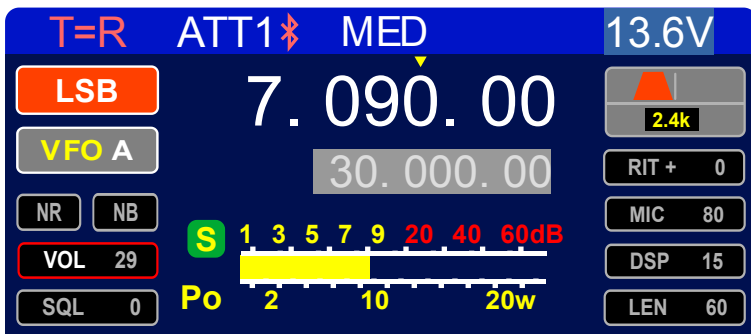 T=R ATT1 MED 13.6V
LSB 7. 090. 00
2.4k
VFO A 30. 000. 00 RIT + 0
NR NB MIC 80
S 1 3 5 7 9 20 40 60dB
VOL 29 DSP 15
SQL 0 Po 2 10 20w LEN 60